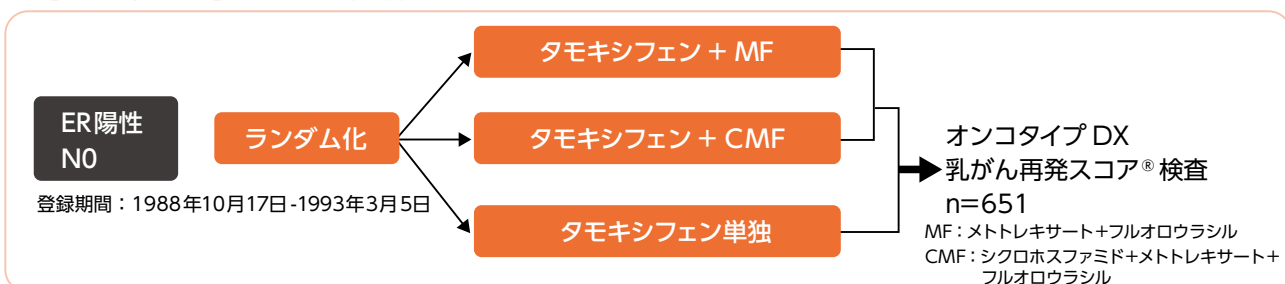 ER陽性
N0
登録期間：1988年10月17日-1993年3月5日
ランダム化
タモキシフェン + MF
タモキシフェン + CMF
タモキシフェン単独
オンコタイプ DX
乳がん再発スコア® 検査
n=651
MF：メトトレキサート+フルオロウラシル
CMF：シクロホスファミド+メトトレキサート+
フルオロウラシル